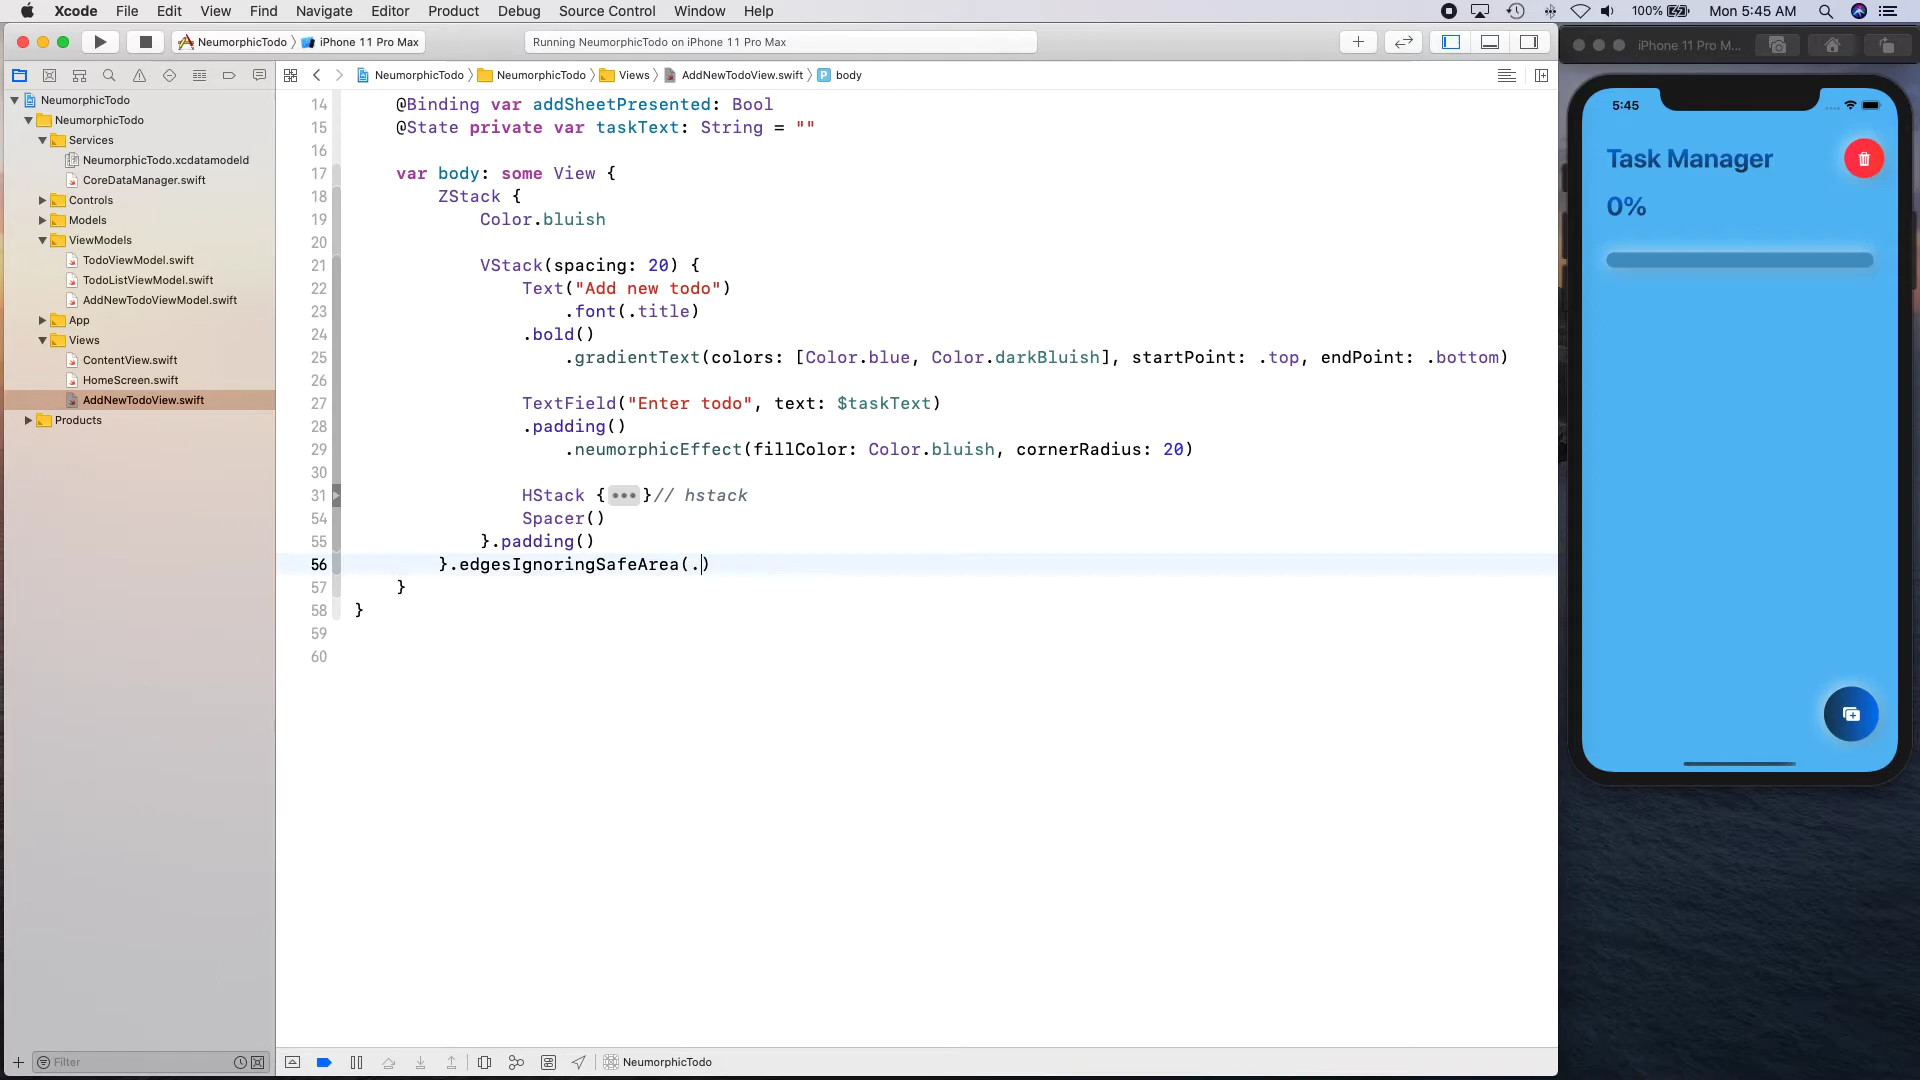 Xcode File Edit View Find Navigate Editor Product Debug Source Control Window Help
100% Mon 5:45 AM
NeumorphicTodo iPhone 11 Pro Max
Running NeumorphicTodo on iPhone 11 Pro Max
iPhone 11 Pro M...
NeumorphicTodo NeumorphicTodo Views AddNewTodoView.swift P body
NeumorphicTodo
NeumorphicTodo
Services
NeumorphicTodo.xcdatamodeld
CoreDataManager.swift
Controls
Models
ViewModels
TodoViewModel.swift
TodoListViewModel.swift
AddNewTodoViewModel.swift
App
Views
ContentView.swift
HomeScreen.swift
AddNewTodoView.swift
Products
Filter
14 @Binding var addSheetPresented: Bool
15 @State private var taskText: String = ""
16
17 var body: some View {
18 ZStack {
19 Color.bluish
20
21 VStack(spacing: 20) {
22 Text("Add new todo")
23 .font(.title)
24 .bold()
25 .gradientText(colors: [Color.blue, Color.darkBluish], startPoint: .top, endPoint: .bottom)
26
27 TextField("Enter todo", text: $taskText)
28 .padding()
29 .neumorphicEffect(fillColor: Color.bluish, cornerRadius: 20)
30
31 HStack {•••}// hstack
54 Spacer()
55 }.padding()
56 }.edgesIgnoringSafeArea(.)
57 }
58 }
59
60
NeumorphicTodo
5:45
Task Manager
0%